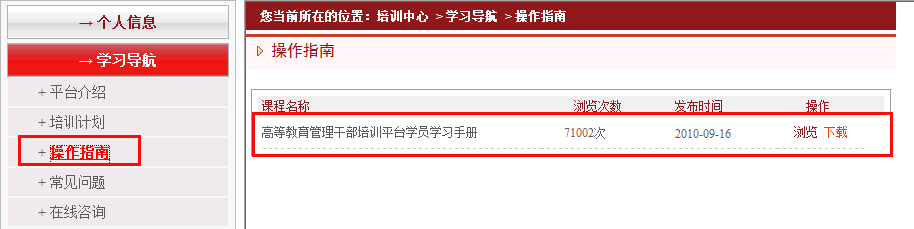 → 个人信息
→ 学习导航
+ 平台介绍
+ 培训计划
+ 操作指南
+ 常见问题
+ 在线咨询
您当前所在的位置：培训中心 > 学习导航 > 操作指南
操作指南
课程名称 浏览次数 发布时间 操作
高等教育管理干部培训平台学员学习手册 71002次 2010-09-16 浏览 下载